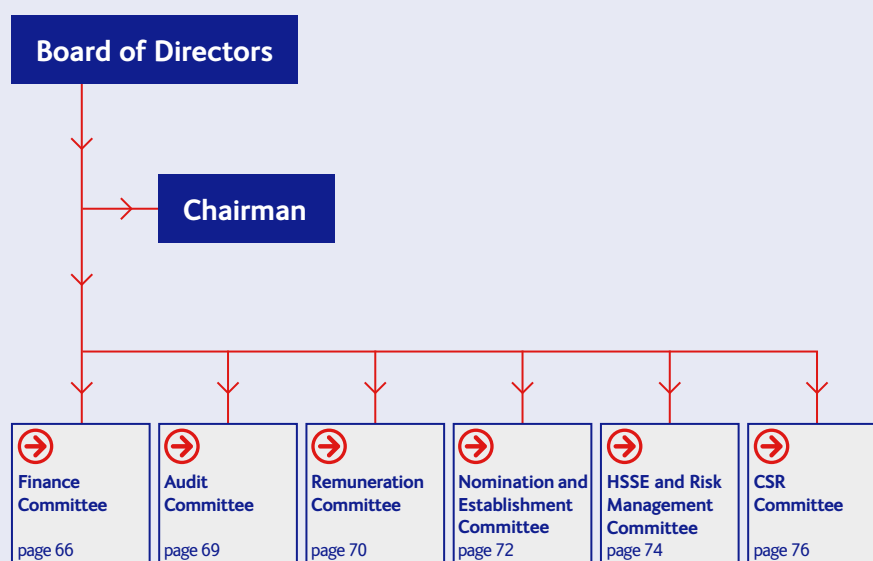 Board of Directors
Chairman
Finance
Committee
page 66
Audit
Committee
page 69
Remuneration
Committee
page 70
Nomination and
Establishment
Committee
page 72
HSSE and Risk
Management
Committee
page 74
CSR
Committee
page 76